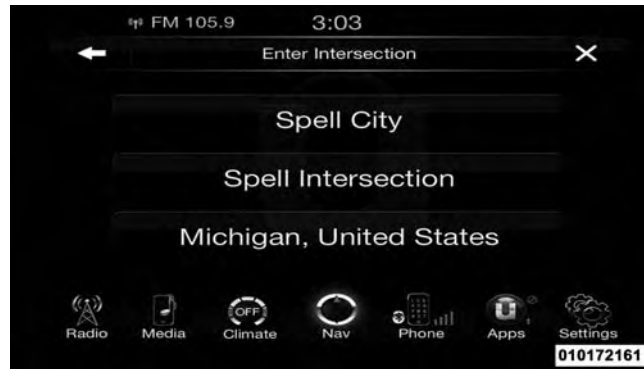 FM 105.9 3:03
Enter Intersection
Spell City
Spell Intersection
Michigan, United States
OFF
Radio Media Climate Nav Phone Apps Settings
010172161